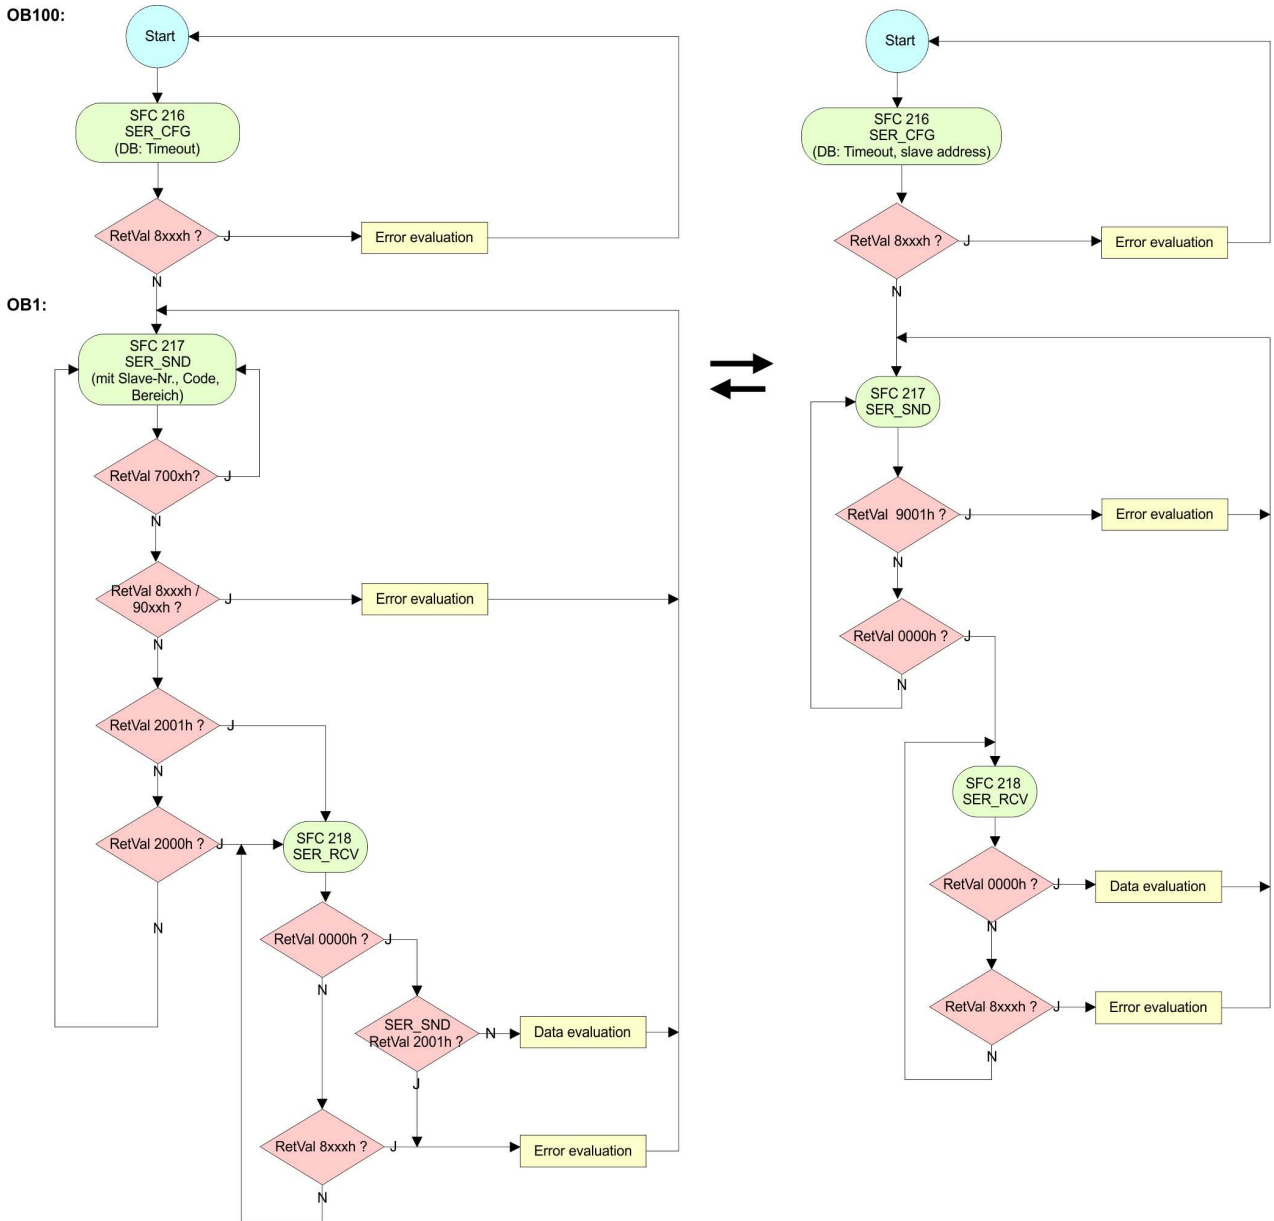 OB100:
Start
SFC 216
SER_CFG
(DB: Timeout)
RetVal 8xxxh ?
J
Error evaluation
N
OB1:
SFC 217
SER_SND
(mit Slave-Nr., Code,
Bereich)
RetVal 700xh?
J
N
RetVal 8xxxh /
90xxh ?
J
Error evaluation
N
RetVal 2001h ?
J
N
RetVal 2000h ?
J
N
SFC 218
SER_RCV
RetVal 0000h ?
J
N
SER_SND
RetVal 2001h ?
N
Data evaluation
J
RetVal 8xxxh ?
J
Error evaluation
N
Start
SFC 216
SER_CFG
(DB: Timeout, slave address)
RetVal 8xxxh ?
J
Error evaluation
N
SFC 217
SER_SND
RetVal 9001h ?
J
Error evaluation
N
RetVal 0000h ?
J
N
SFC 218
SER_RCV
RetVal 0000h ?
J
Data evaluation
N
RetVal 8xxxh ?
J
Error evaluation
N